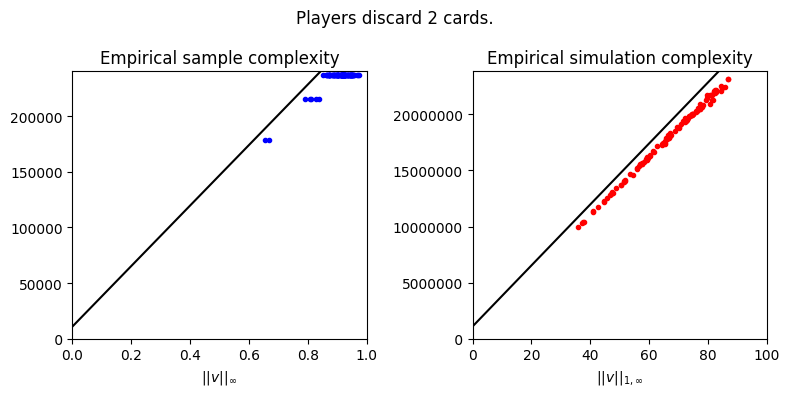 Players discard 2 cards.
Empirical sample complexity
200000
150000
100000
50000
0
0.0 0.2 0.4 0.6 0.8 1.0
||v||∞
Empirical simulation complexity
20000000
15000000
10000000
5000000
0
0 20 40 60 80 100
||v||1,∞